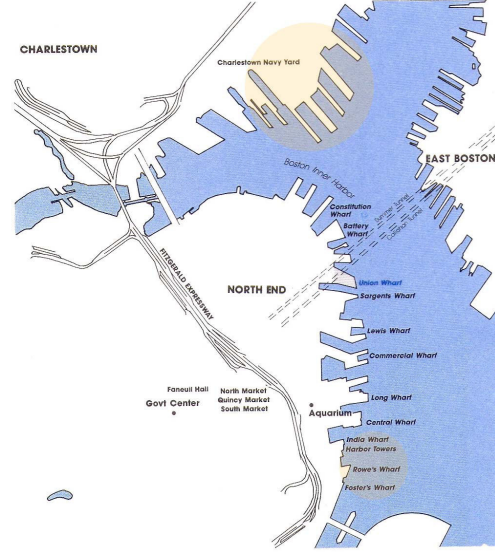 CHARLESTOWN
Charlestown Navy Yard
EAST BOSTON
Boston Inner Harbor
Constitution
Wharf
Battery
Wharf
Sumner Tunnel
Callahan Tunnel
FITZGERALD EXPRESSWAY
NORTH END
Union Wharf
Sargents Wharf
Lewis Wharf
Commercial Wharf
Faneuil Hall
Govt Center
North Market
Quincy Market
South Market
Long Wharf
Aquarium
Central Wharf
India Wharf
Harbor Towers
Rowe's Wharf
Foster's Wharf